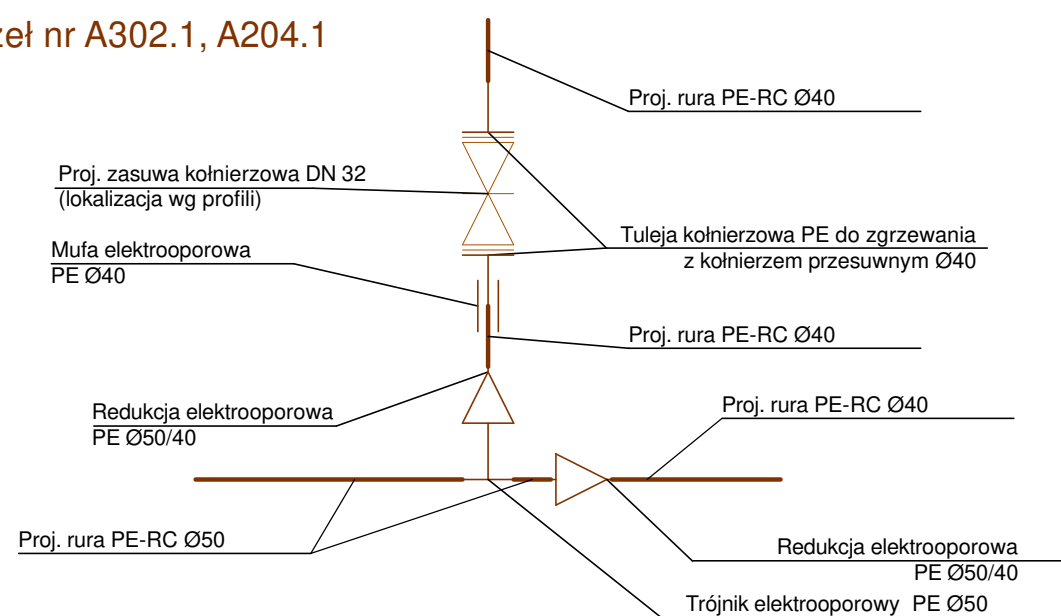 zeł nr A302.1, A204.1
Proj. rura PE-RC Ø40
Proj. zasuwa kołnierzowa DN 32
(lokalizacja wg profili)
Tuleja kołnierzowa PE do zgrzewania
z kołnierzem przesuwnym Ø40
Mufa elektrooporowa
PE Ø40
Proj. rura PE-RC Ø40
Redukcja elektrooporowa
PE Ø50/40
Proj. rura PE-RC Ø40
Proj. rura PE-RC Ø50
Redukcja elektrooporowa
PE Ø50/40
Trójnik elektrooporowy PE Ø50